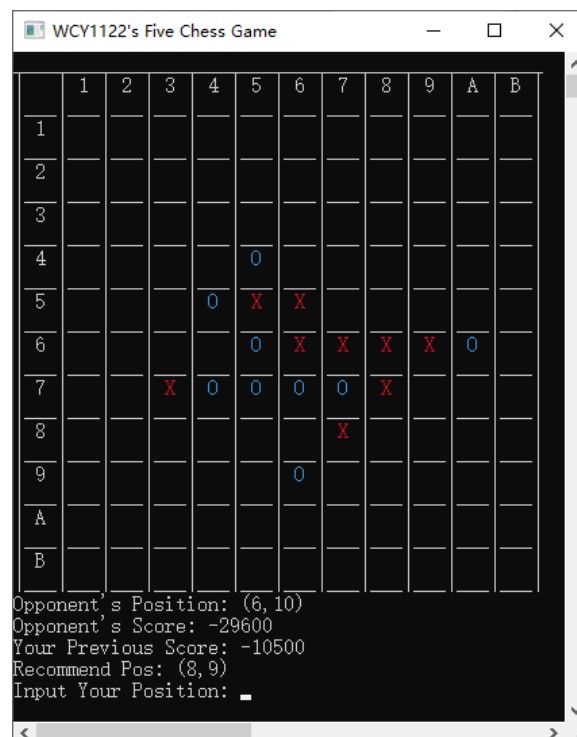 WCY1122's Five Chess Game
1 2 3 4 5 6 7 8 9 A B
1
2
3
4 O
5 O X X
6 O X X X X O
7 X O O O O X
8 X
9 O
A
B
Opponent's Position: (6,10)
Opponent's Score: -29600
Your Previous Score: -10500
Recommend Pos: (8,9)
Input Your Position: